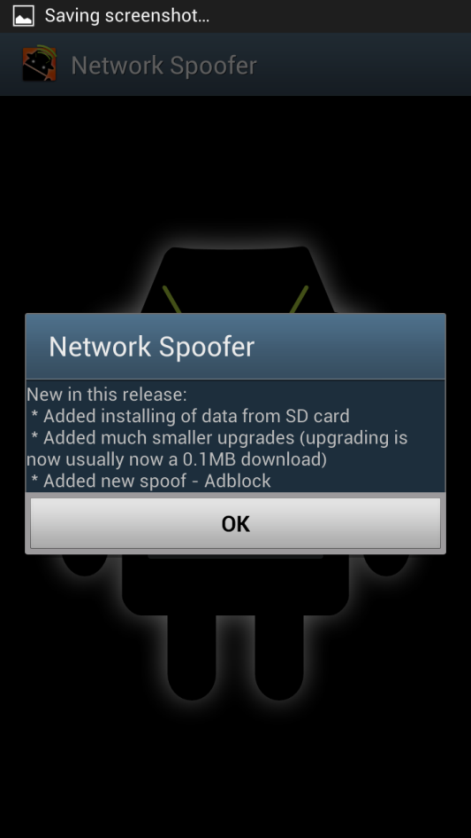 Saving screenshot...
Network Spoofer
Network Spoofer
New in this release:
* Added installing of data from SD card
* Added much smaller upgrades (upgrading is
now usually now a 0.1MB download)
* Added new spoof - Adblock
OK